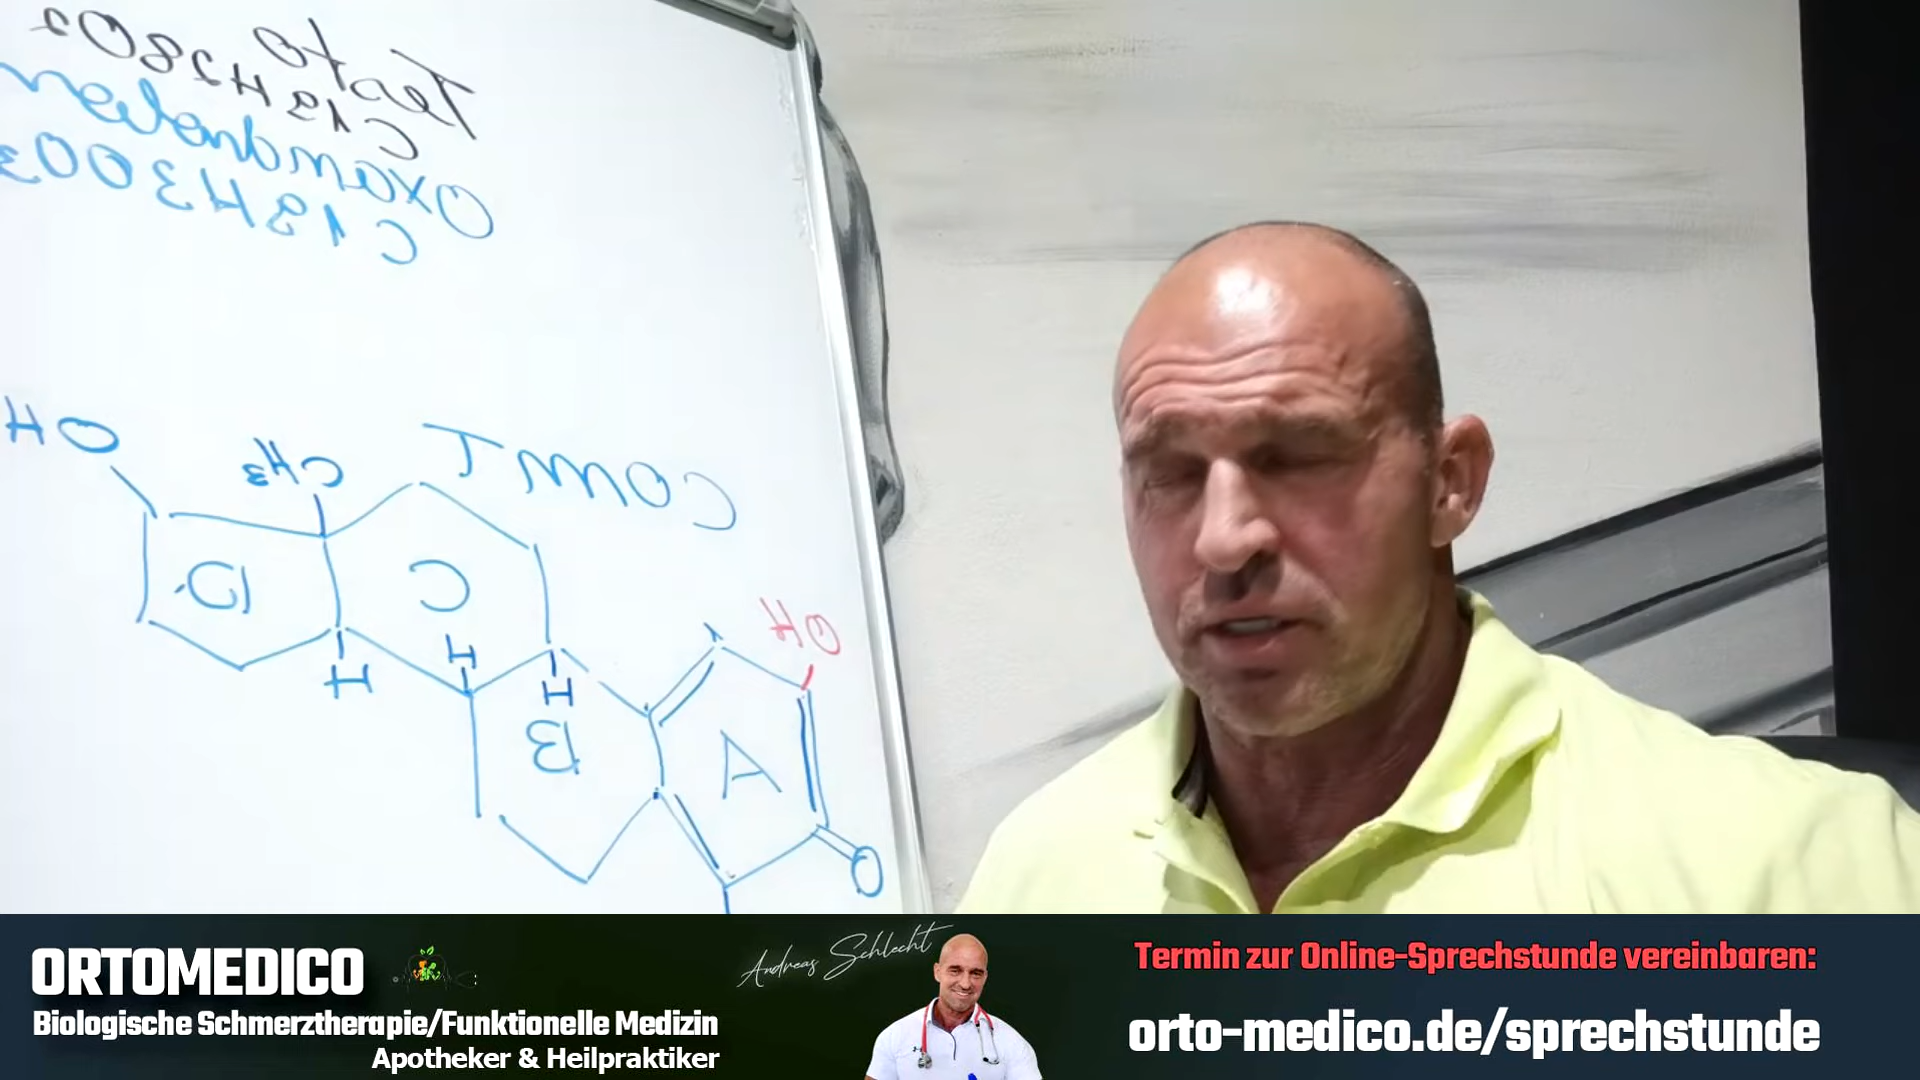 Testo
C19H28O2
Oxandrolon
C19H30O3
COMT
OH
CH3
OH
D
C
H
H
H
B
A
O
ORTOMEDICO
Biologische Schmerztherapie/Funktionelle Medizin
Apotheker & Heilpraktiker
Andreas Schlecht
Termin zur Online-Sprechstunde vereinbaren:
orto-medico.de/sprechstunde